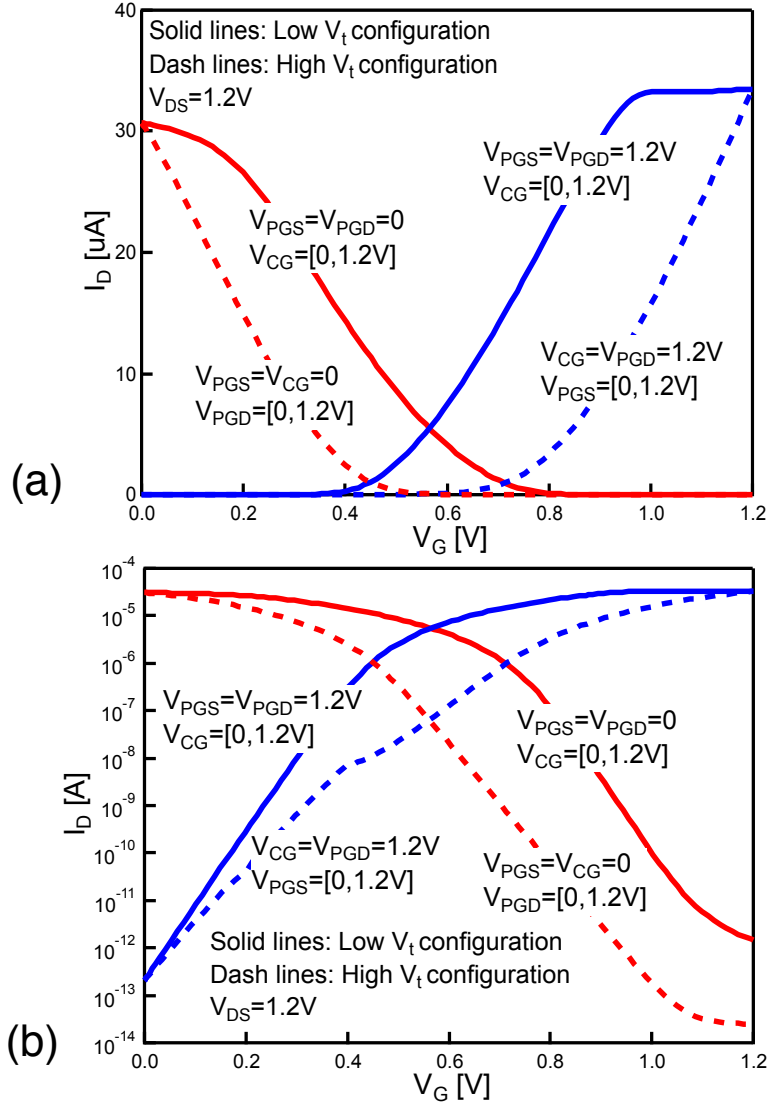 40
Solid lines: Low Vt configuration
Dash lines: High Vt configuration
VDS=1.2V
30
VPGS=VPGD=1.2V
VCG=[0,1.2V]
VPGS=VPGD=0
VCG=[0,1.2V]
ID [uA]
20
VCG=VPGD=1.2V
VPGS=[0,1.2V]
VPGS=VCG=0
VPGD=[0,1.2V]
10
(a)
0
0.0 0.2 0.4 0.6 0.8 1.0 1.2
VG [V]
10-4
10-5
10-6
VPGS=VPGD=1.2V
VCG=[0,1.2V]
VPGS=VPGD=0
VCG=[0,1.2V]
10-7
10-8
ID [A]
10-9
10-10
VCG=VPGD=1.2V
VPGS=[0,1.2V]
VPGS=VCG=0
VPGD=[0,1.2V]
10-11
Solid lines: Low Vt configuration
Dash lines: High Vt configuration
VDS=1.2V
10-12
10-13
10-14
(b)
0.0 0.2 0.4 0.6 0.8 1.0 1.2
VG [V]